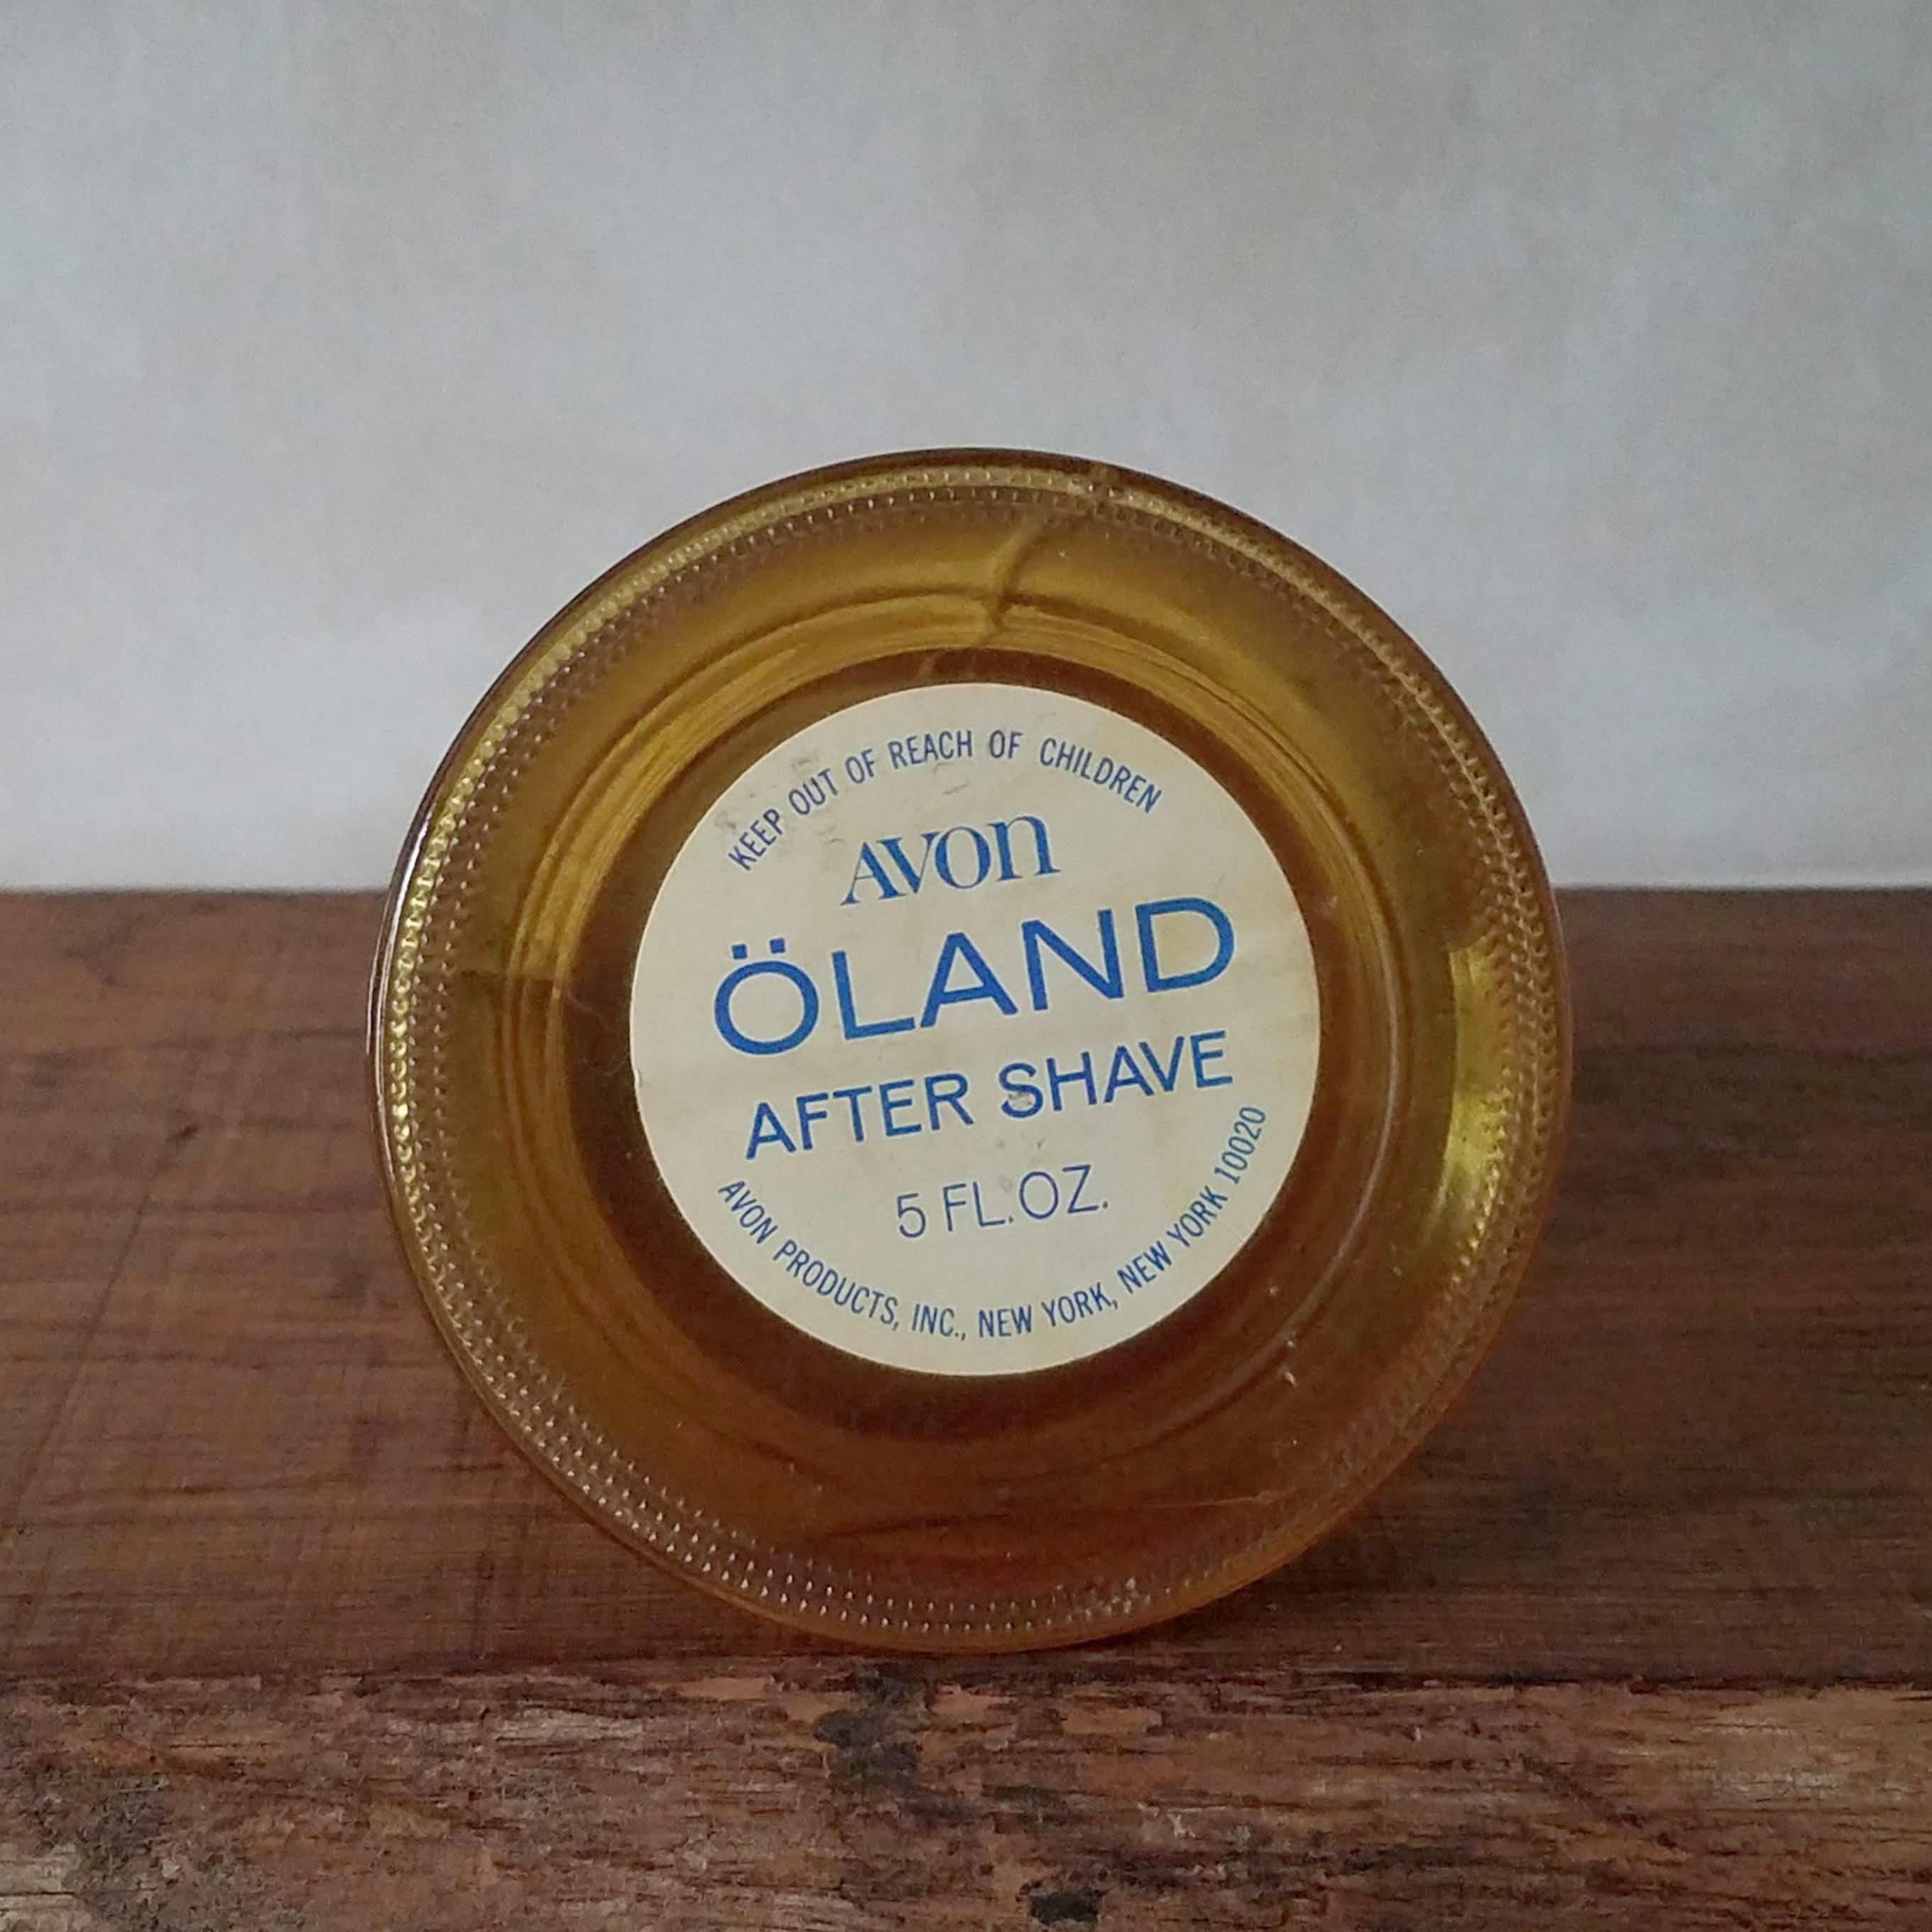 KEEP OUT OF REACH OF CHILDREN
AVON
ÖLAND
AFTER SHAVE
5 FL. OZ.
AVON PRODUCTS, INC., NEW YORK, NEW YORK 10020